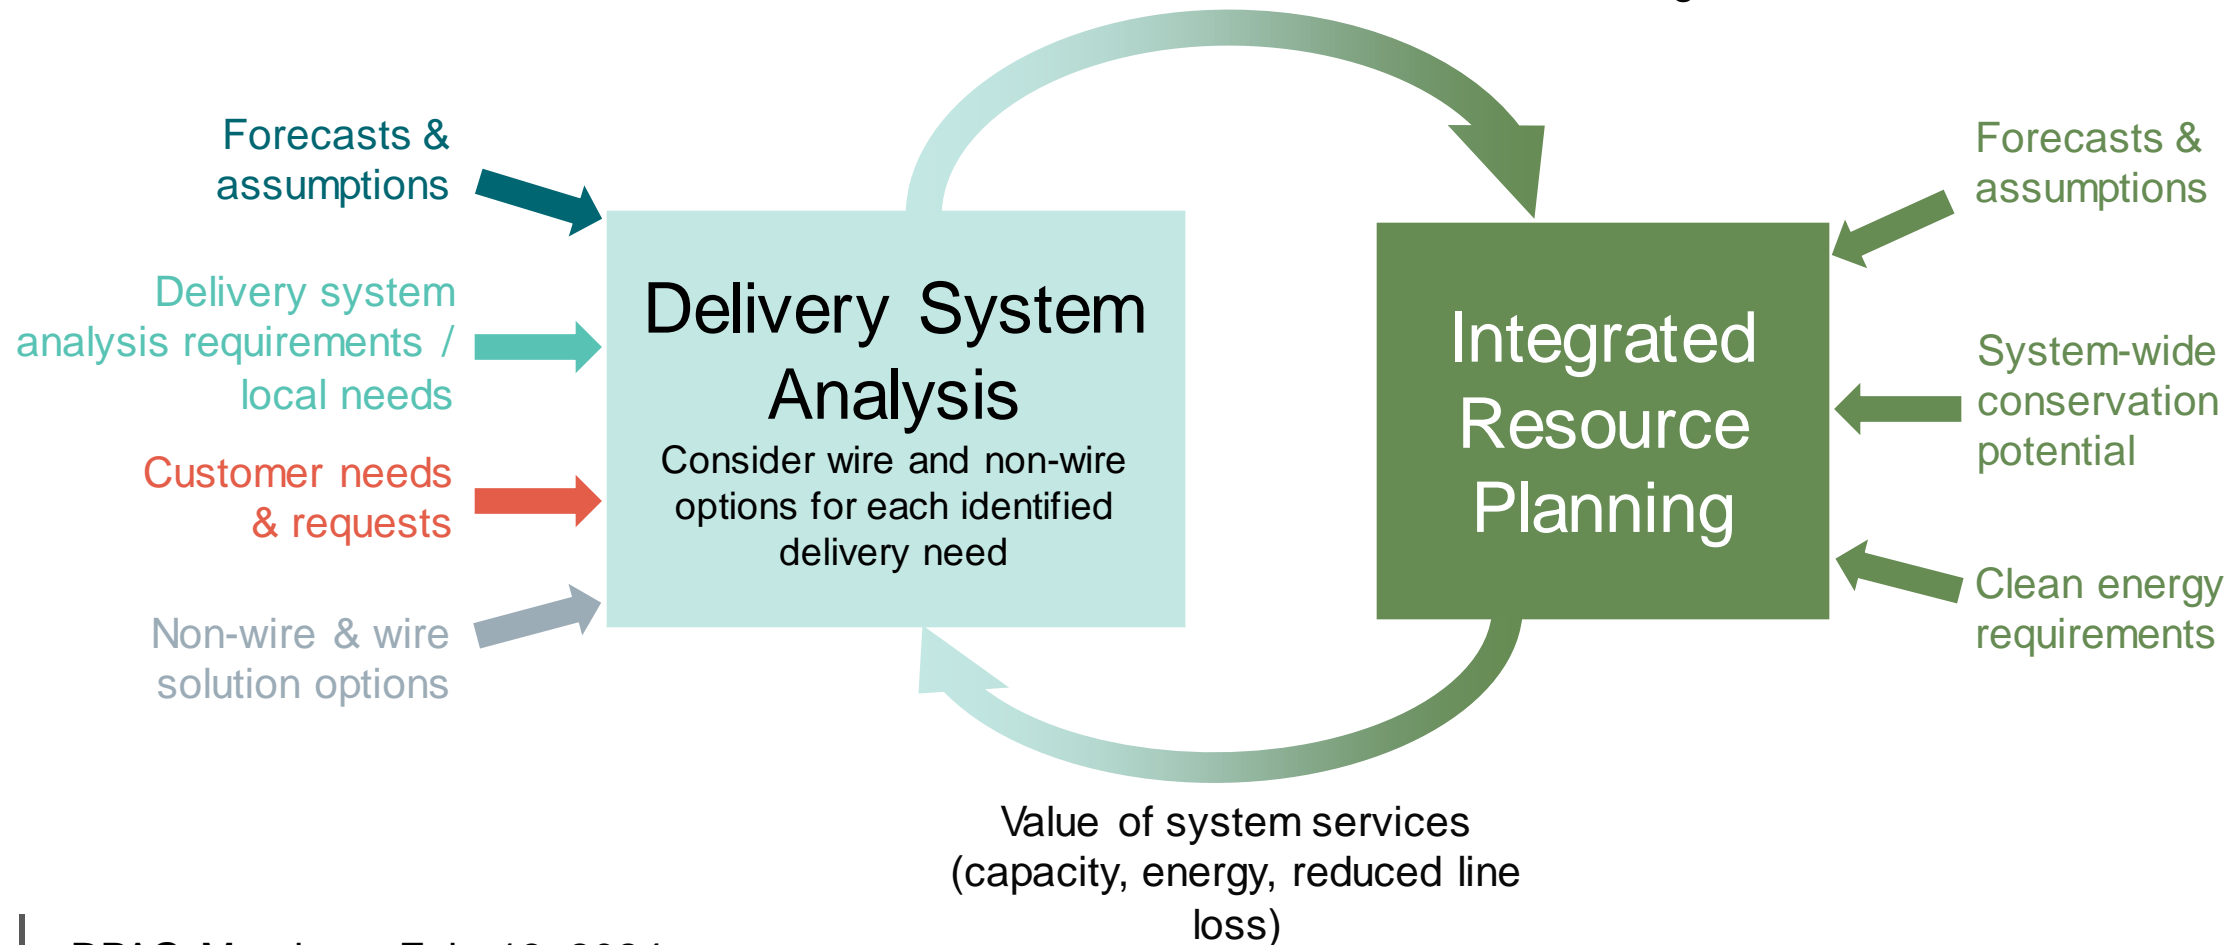 Forecasts &
assumptions
Delivery system
analysis requirements /
local needs
Customer needs
& requests
Non-wire & wire
solution options
Delivery System
Analysis
Consider wire and non-wire
options for each identified
delivery need
Integrated
Resource
Planning
Forecasts &
assumptions
System-wide
conservation
potential
Clean energy
requirements
Value of system services
(capacity, energy, reduced line
loss)